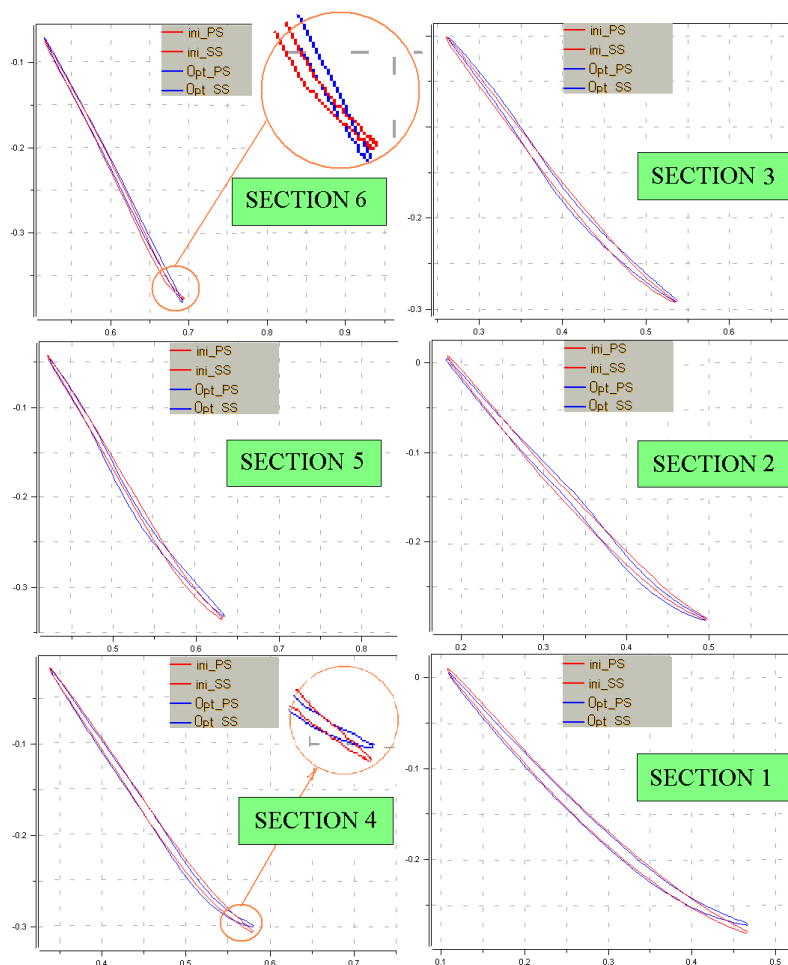 ini_PS
ini_SS
Opt_PS
Opt_SS
-0.1
-0.2
-0.3
SECTION 6
0.6
0.7
0.8
0.9
ini_PS
ini_SS
Opt_PS
Opt_SS
-0.2
-0.3
SECTION 3
0.3
0.4
0.5
0.6
ini_PS
ini_SS
Opt_PS
Opt_SS
-0.1
-0.2
-0.3
SECTION 5
0.5
0.6
0.7
0.8
ini_PS
ini_SS
Opt_PS
Opt_SS
0
-0.1
-0.2
SECTION 2
0.2
0.3
0.4
0.5
ini_PS
ini_SS
Opt_PS
Opt_SS
-0.1
-0.2
-0.3
SECTION 4
0.4
0.5
0.6
0.7
ini_PS
ini_SS
Opt_PS
Opt_SS
0
-0.1
-0.2
SECTION 1
0.1
0.2
0.3
0.4
0.5